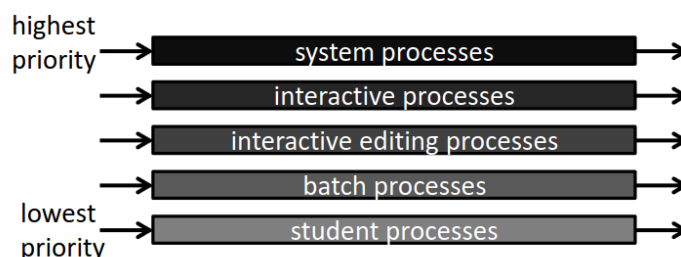 highest
priority
system processes
interactive processes
interactive editing processes
batch processes
lowest
priority
student processes